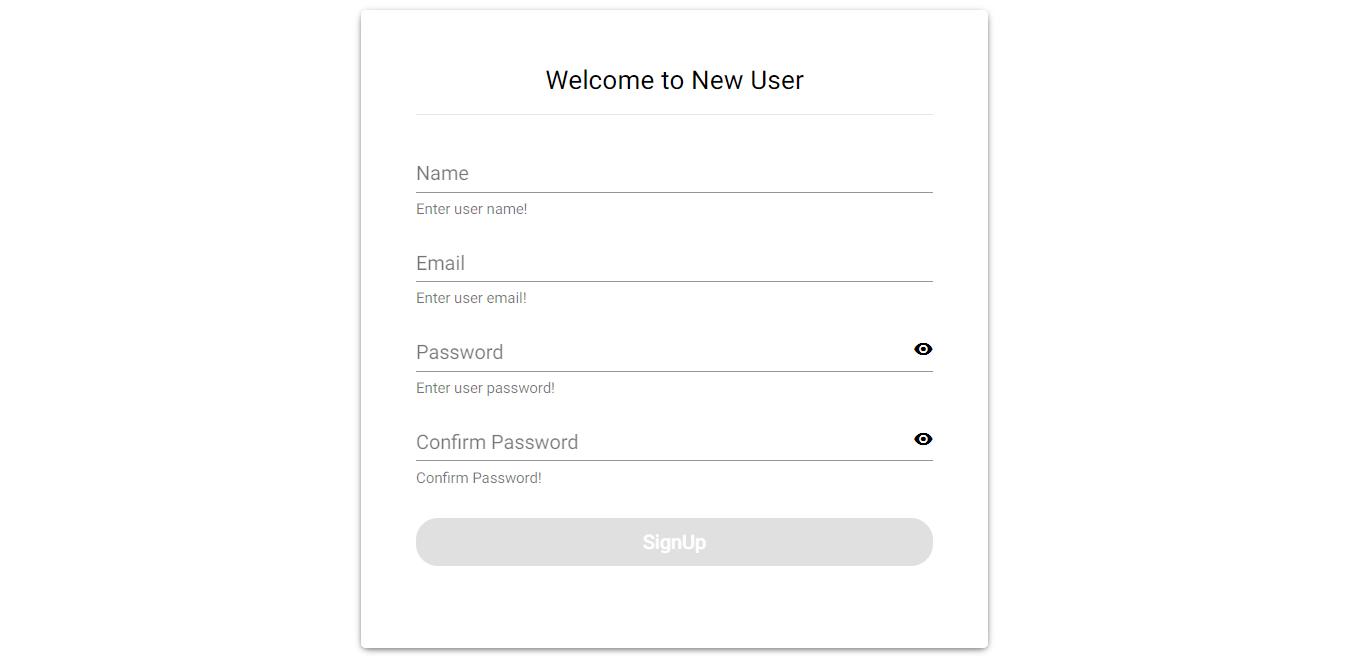 Welcome to New User
Name
Enter user name!
Email
Enter user email!
Password
Enter user password!
Confirm Password
Confirm Password!
SignUp